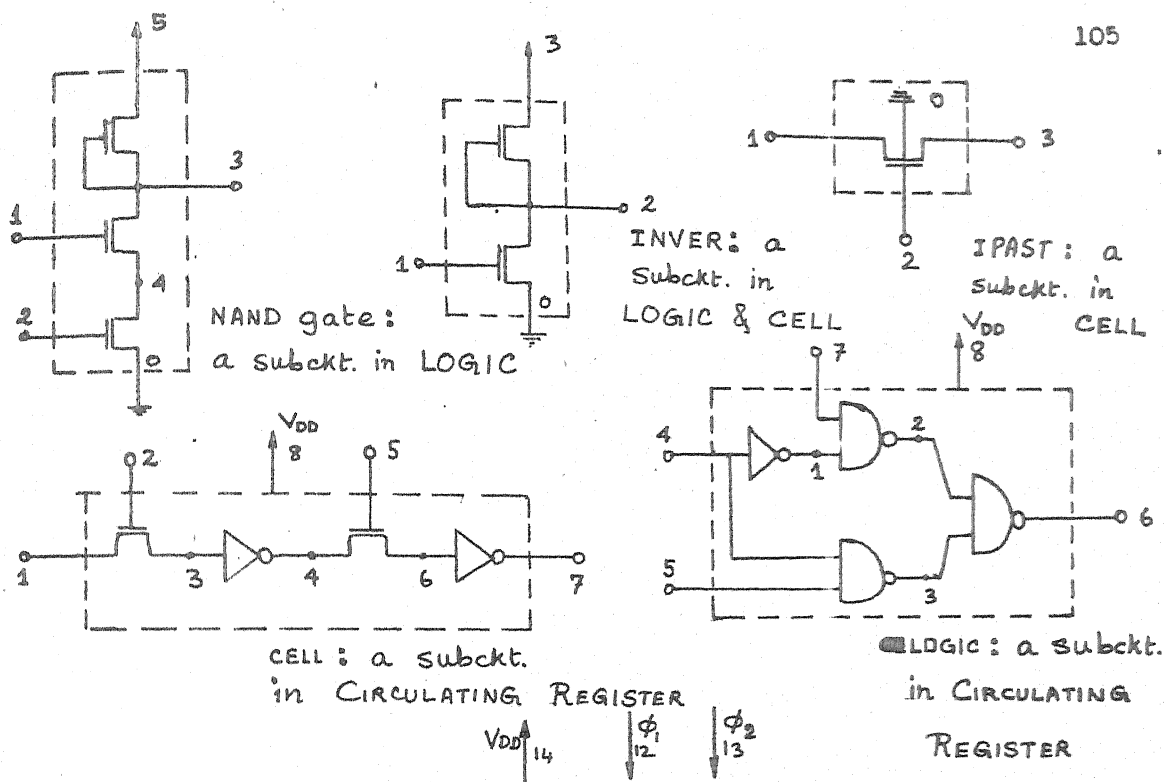 105
5
3
1
4
2
0
NAND gate:
a subckt. in LOGIC
3
2
1
0
INVER: a
Subckt. in
LOGIC & CELL
0
1
3
2
IPAST: a
subckt. in
CELL
VDD
8
2
5
1
3
4
6
7
CELL: a subckt.
in CIRCULATING REGISTER
VDD
8
7
4
1
2
5
3
6
LOGIC: a subckt.
in CIRCULATING
REGISTER
VDD 14
ϕ1
12
ϕ2
13